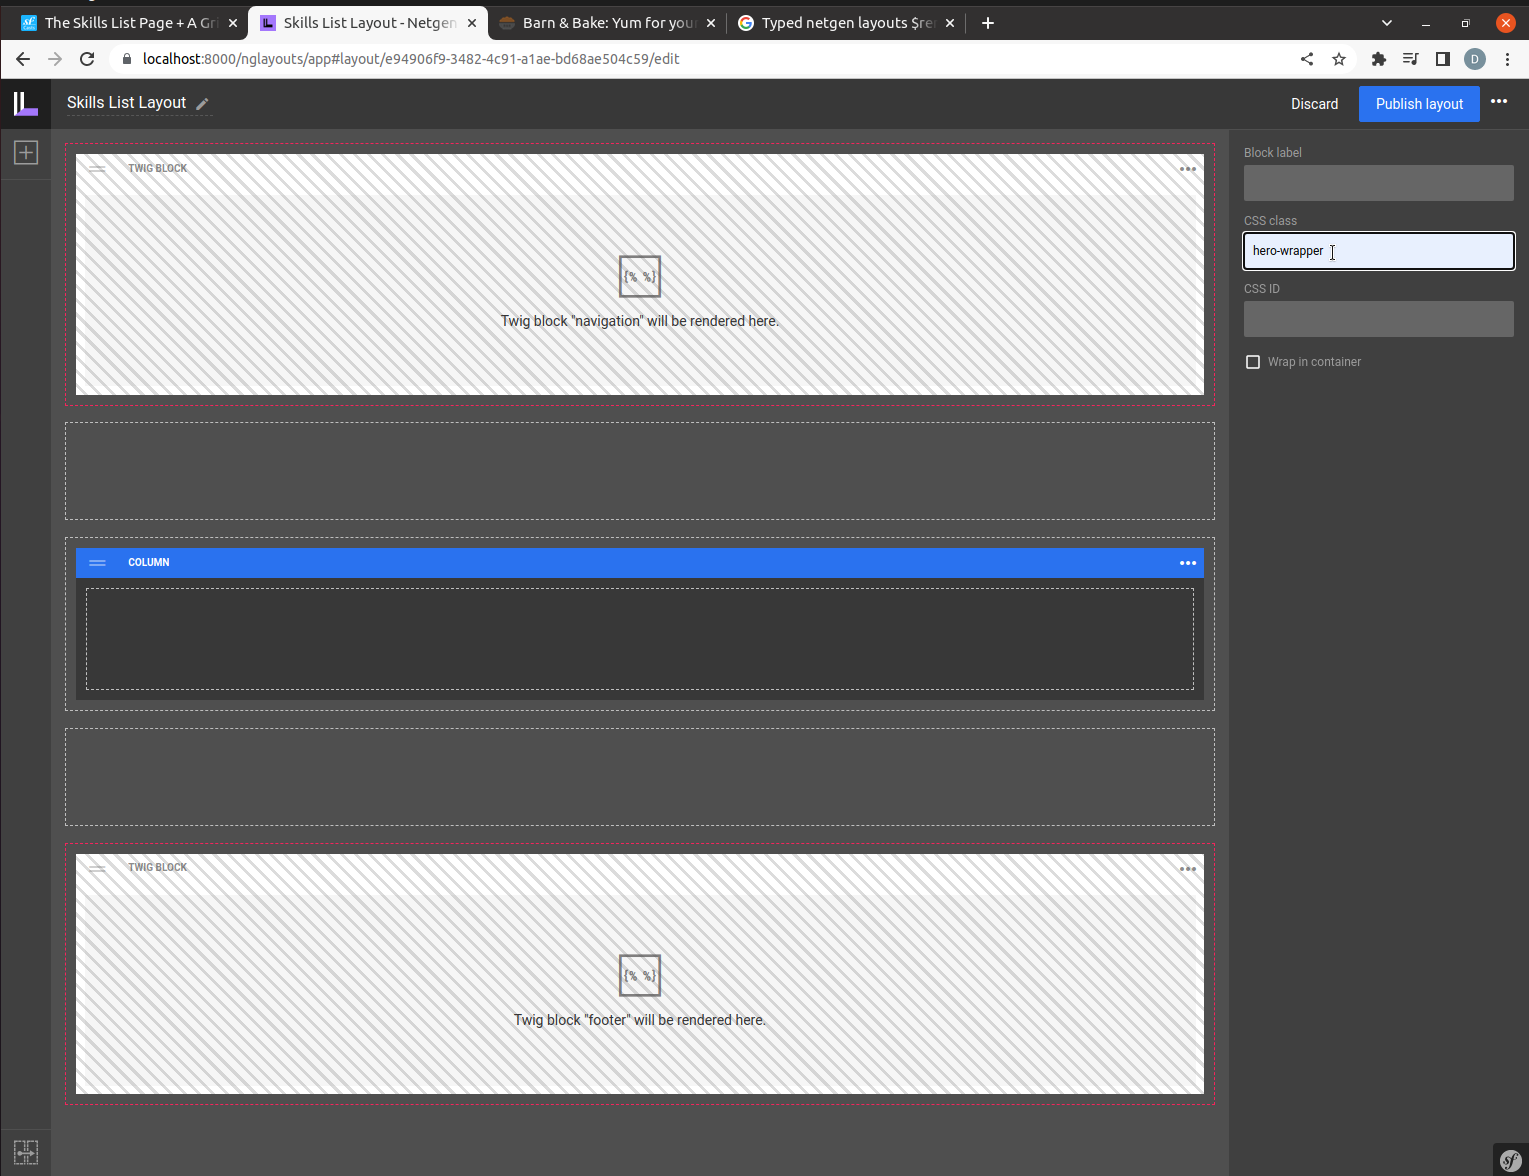 The Skills List Page + A Gri
Skills List Layout - Netgen
Barn & Bake: Yum for your
Typed netgen layouts $re
localhost:8000/nglayouts/app#layout/e94906f9-3482-4c91-a1ae-bd68ae504c59/edit
D
Skills List Layout
Discard
Publish layout
TWIG BLOCK
{% %}
Twig block "navigation" will be rendered here.
COLUMN
TWIG BLOCK
{% %}
Twig block "footer" will be rendered here.
Block label
CSS class
hero-wrapper
CSS ID
Wrap in container
sf